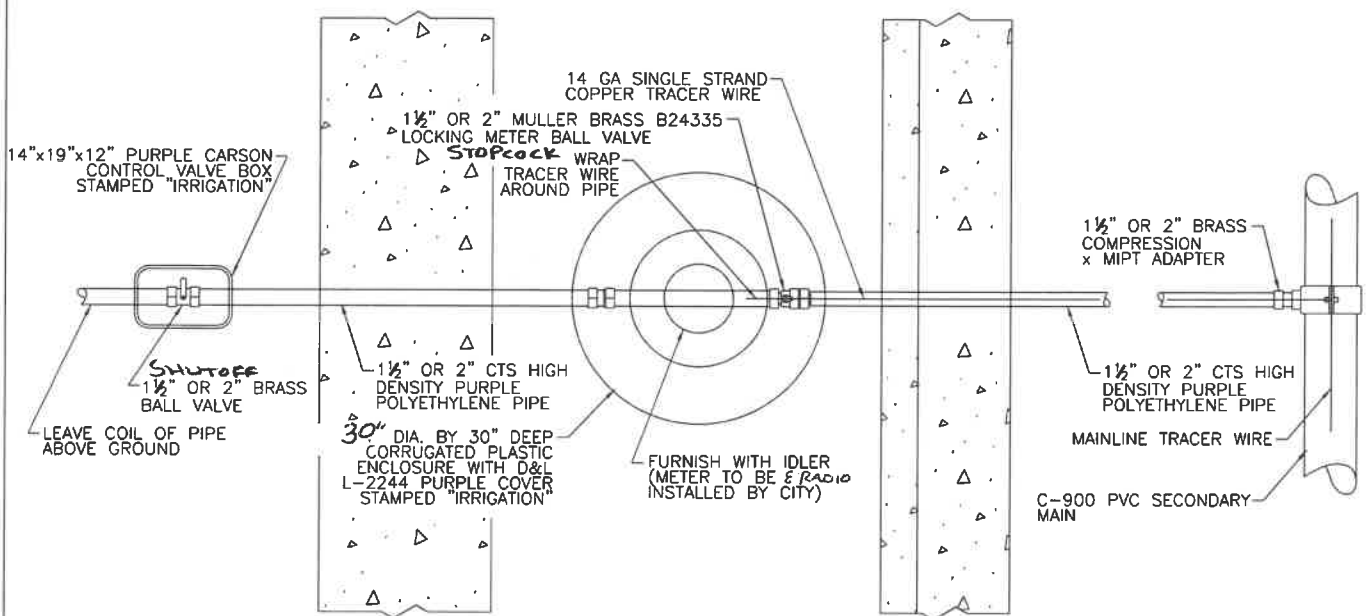 14 GA SINGLE STRAND
COPPER TRACER WIRE
1½" OR 2" MULLER BRASS B24335
LOCKING METER BALL VALVE
STOPCOCK WRAP
TRACER WIRE
AROUND PIPE
14"x19"x12" PURPLE CARSON
CONTROL VALVE BOX
STAMPED "IRRIGATION"
1½" OR 2" BRASS
COMPRESSION
x MIPT ADAPTER
SHUTOFF
1½" OR 2" BRASS
BALL VALVE
LEAVE COIL OF PIPE
ABOVE GROUND
1½" OR 2" CTS HIGH
DENSITY PURPLE
POLYETHYLENE PIPE
30" DIA. BY 30" DEEP
CORRUGATED PLASTIC
ENCLOSURE WITH D&L
L-2244 PURPLE COVER
STAMPED "IRRIGATION"
FURNISH WITH IDLER
(METER TO BE & RADIO
INSTALLED BY CITY)
1½" OR 2" CTS HIGH
DENSITY PURPLE
POLYETHYLENE PIPE
MAINLINE TRACER WIRE
C-900 PVC SECONDARY
MAIN